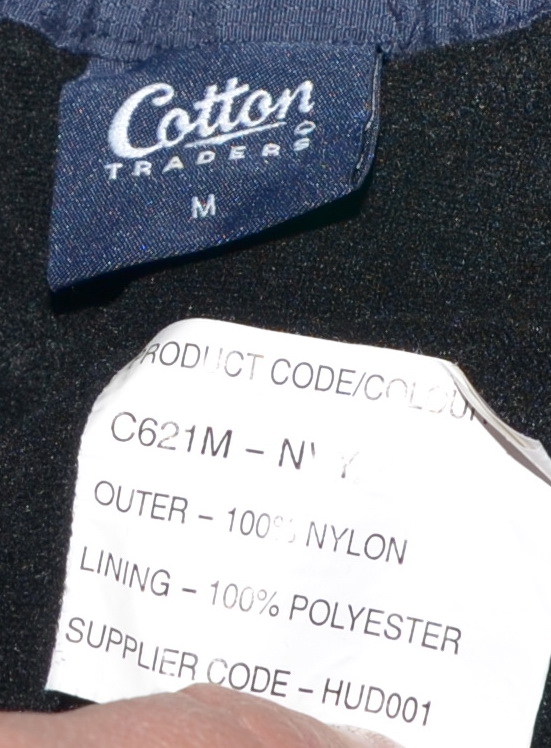 Cotton
TRADERS
M
PRODUCT CODE/COLOUR
C621M -
OUTER - 100% NYLON
LINING - 100% POLYESTER
SUPPLIER CODE - HUD001